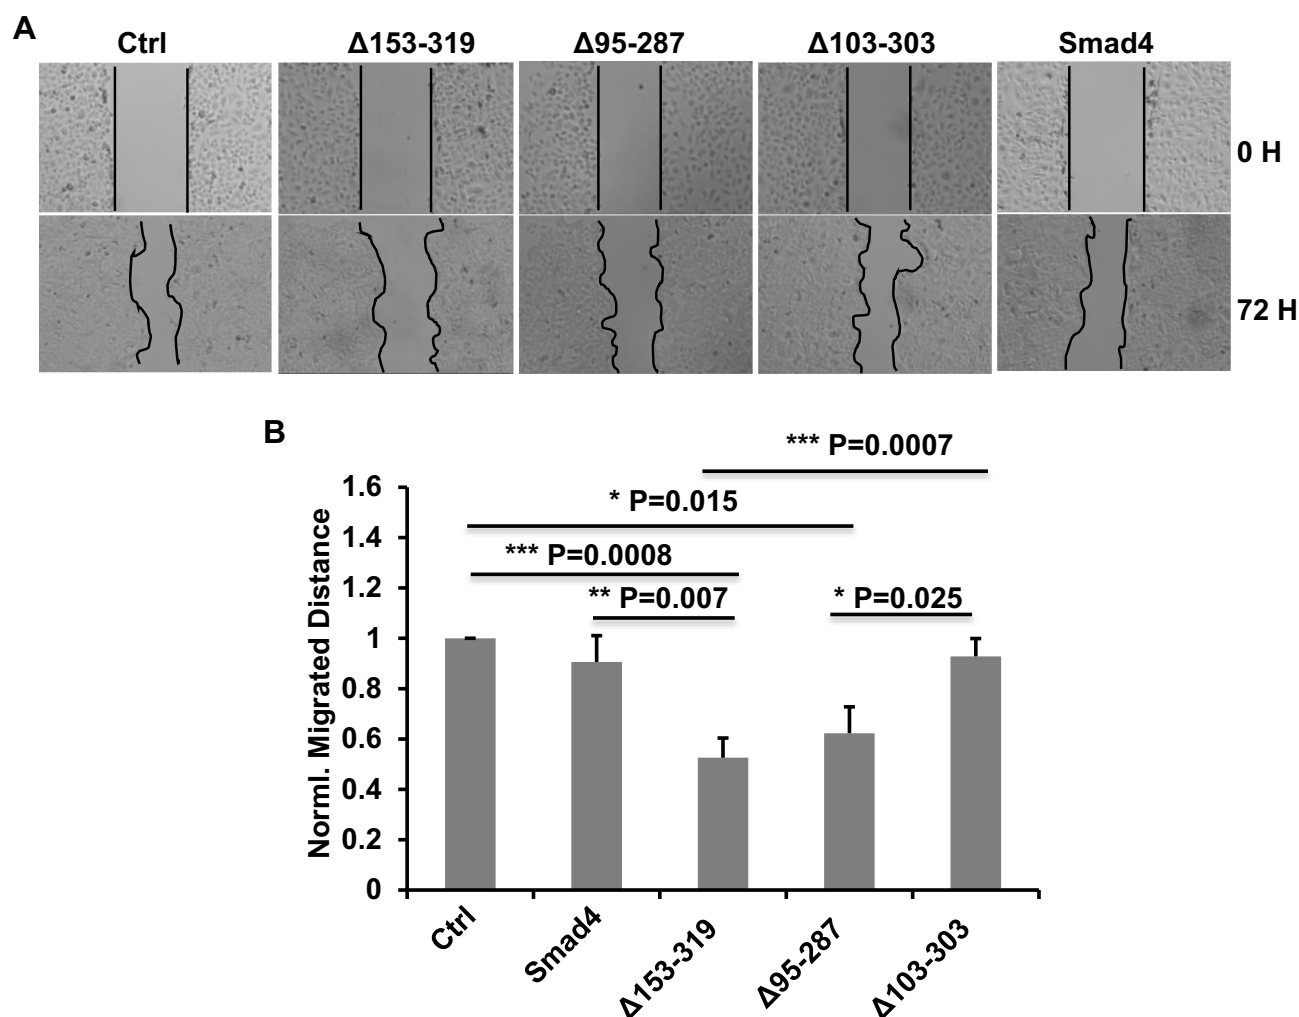 A
Ctrl
Δ153-319
Δ95-287
Δ103-303
Smad4
0 H
72 H
B
*** P=0.0007
* P=0.015
*** P=0.0008
** P=0.007
* P=0.025
Norml. Migrated Distance
1.6
1.4
1.2
1
0.8
0.6
0.4
0.2
0
Ctrl
Smad4
Δ153-319
Δ95-287
Δ103-303